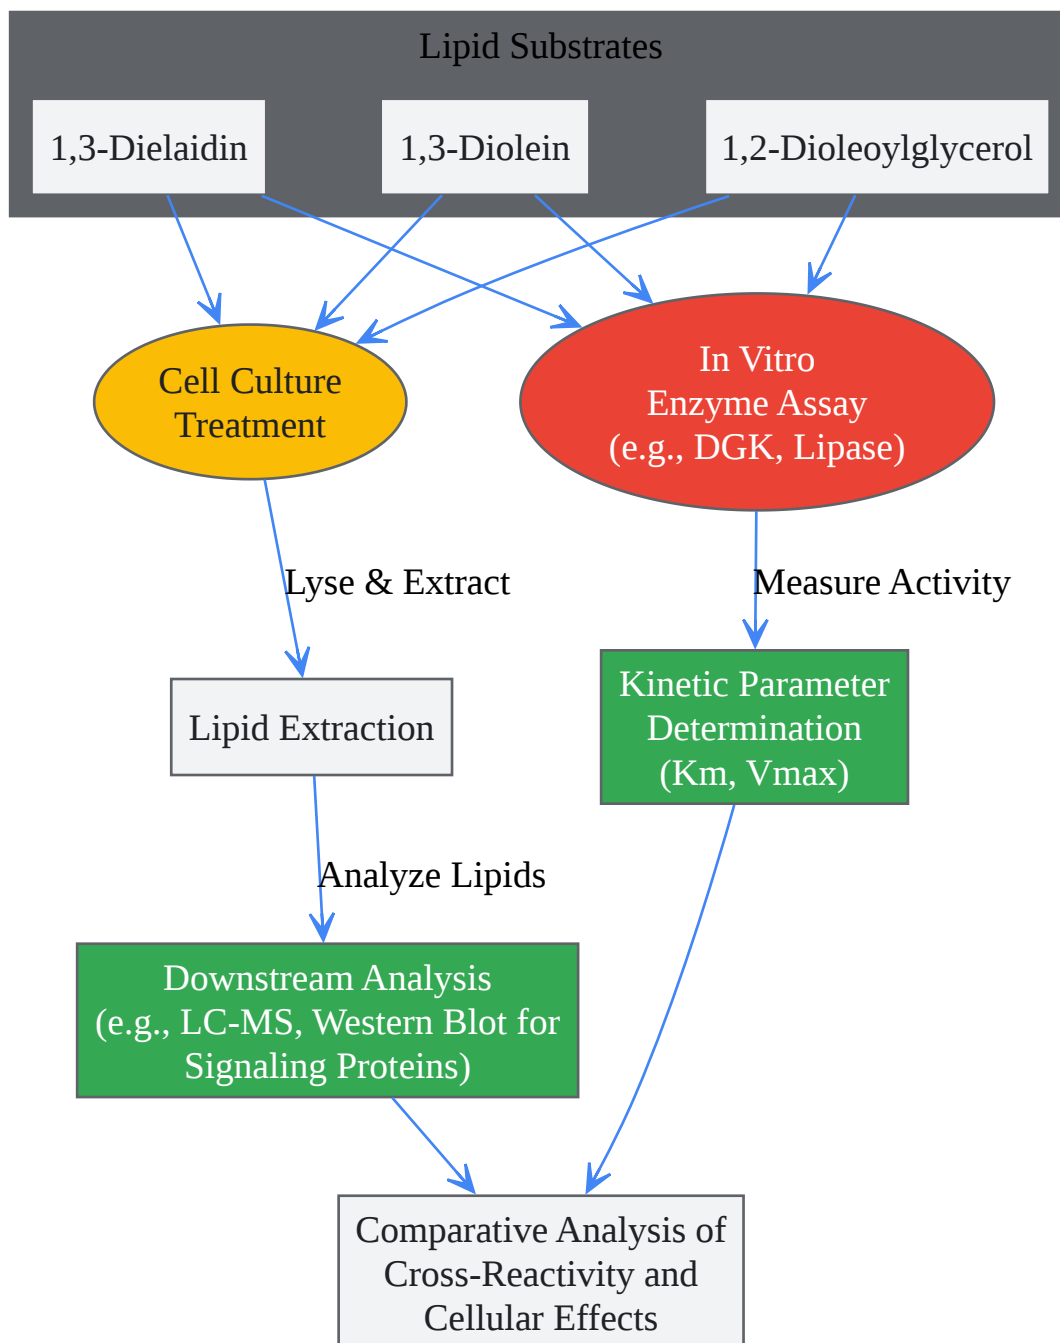 Lipid Substrates
1,3-Dielaidin
1,3-Diolein
1,2-Dioleoylglycerol
Cell Culture
Treatment
In Vitro
Enzyme Assay
(e.g., DGK, Lipase)
Lyse & Extract
Measure Activity
Lipid Extraction
Kinetic Parameter
Determination
(Km, Vmax)
Analyze Lipids
Downstream Analysis
(e.g., LC-MS, Western Blot for
Signaling Proteins)
Comparative Analysis of
Cross-Reactivity and
Cellular Effects